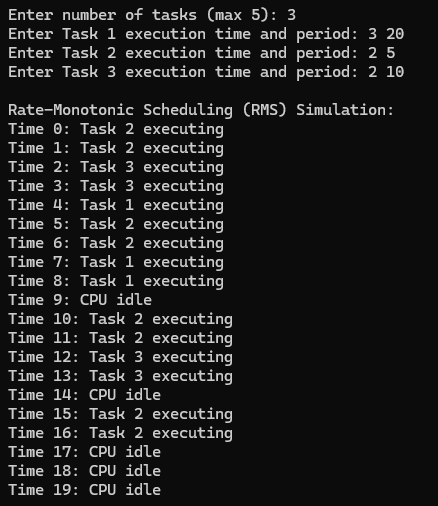 Enter number of tasks (max 5): 3
Enter Task 1 execution time and period: 3 20
Enter Task 2 execution time and period: 2 5
Enter Task 3 execution time and period: 2 10

Rate-Monotonic Scheduling (RMS) Simulation:
Time 0: Task 2 executing
Time 1: Task 2 executing
Time 2: Task 3 executing
Time 3: Task 3 executing
Time 4: Task 1 executing
Time 5: Task 2 executing
Time 6: Task 2 executing
Time 7: Task 1 executing
Time 8: Task 1 executing
Time 9: CPU idle
Time 10: Task 2 executing
Time 11: Task 2 executing
Time 12: Task 3 executing
Time 13: Task 3 executing
Time 14: CPU idle
Time 15: Task 2 executing
Time 16: Task 2 executing
Time 17: CPU idle
Time 18: CPU idle
Time 19: CPU idle